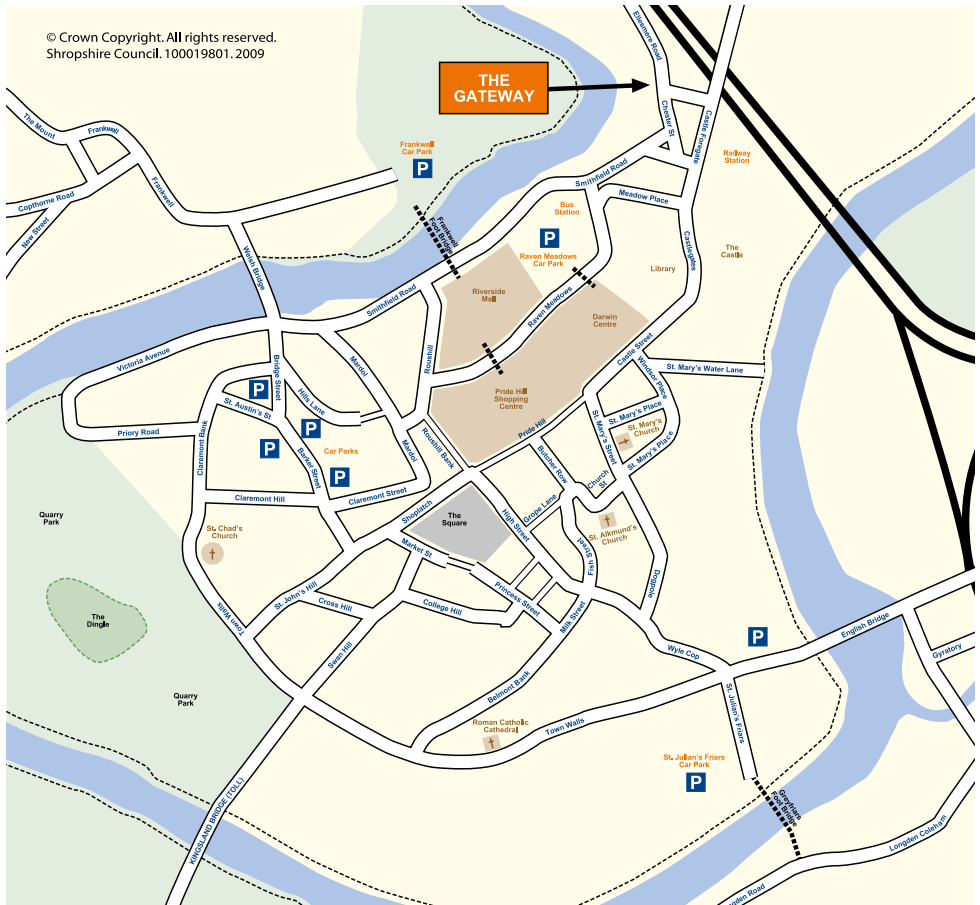 © Crown Copyright. All rights reserved.
Shropshire Council. 100019801. 2009
THE
GATEWAY
Ellesmere Road
Chester St
Castle Foregate
Railway
Station
The Mount
Frankwell
Frankwell
Copthorne Road
New Street
Frankwell
Car Park
P
Smithfield Road
Meadow Place
Bus
Station
P
Raven Meadows
Car Park
Castlegates
The
Castle
Library
Frankwell
Foot Bridge
Welsh Bridge
Riverside
Mall
Raven Meadows
Darwin
Centre
Smithfield Road
Victoria Avenue
Roushill
Mardol
Bridge Street
Castle Street
Windsor Place
St. Mary's Water Lane
P
Hills Lane
St. Austin's St
Pride Hill
Shopping
Centre
Pride Hill
St. Mary's Place
St. Mary's
Church
St. Mary's Street
St. Mary's Place
Priory Road
Claremont Bank
P
P
Car Parks
P
Barker Street
Mardol
Roushill Bank
Butcher Row
Church
St
Claremont Hill
Claremont Street
Shoplatch
The
Square
High Street
Grope Lane
St. Alkmund's
Church
Fish Street
Quarry
Park
St. Chad's
Church
Market St
Princess Street
Dogpole
St. John's Hill
Cross Hill
College Hill
Milk Street
The
Dingle
Town Walls
Swan Hill
Wyle Cop
P
English Bridge
Gyratory
Quarry
Park
Belmont Bank
Roman Catholic
Cathedral
Town Walls
St. Julian's Friars
St. Julian's Friars
Car Park
P
Greyfriars
Foot Bridge
KINGSLAND BRIDGE (TOLL)
Longden Coleham
gden Road